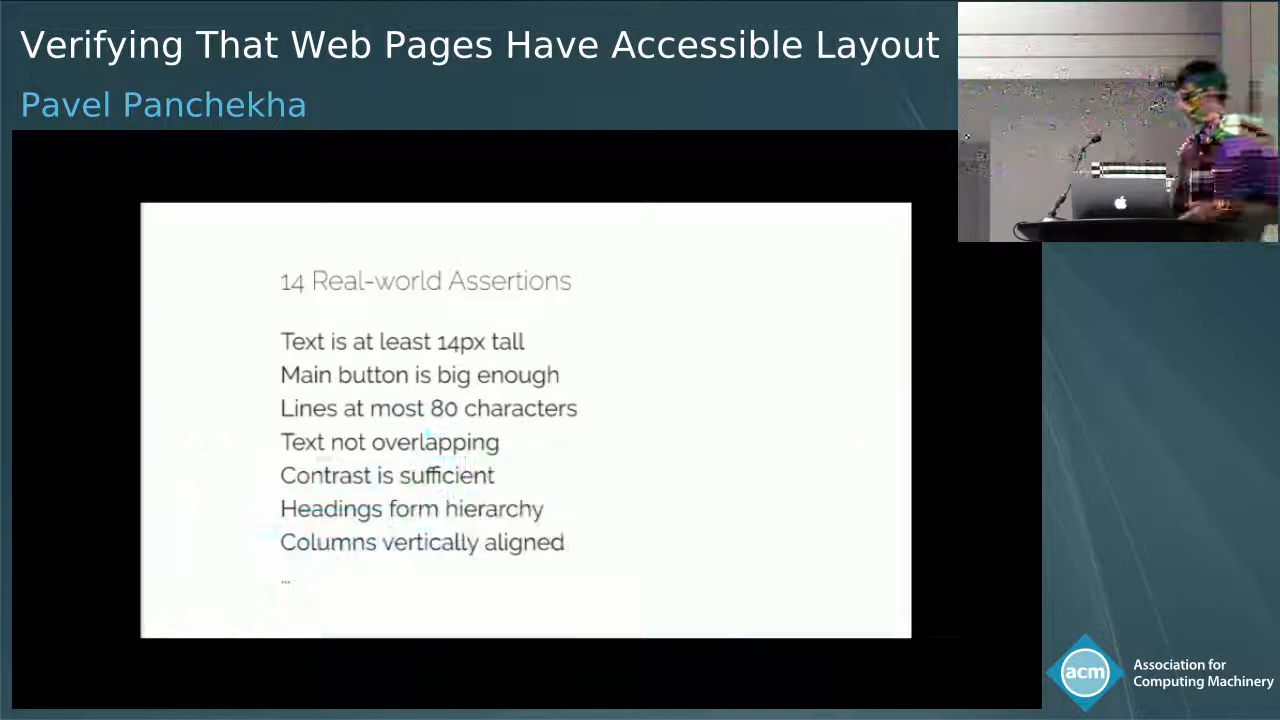 Verifying That Web Pages Have Accessible Layout
Pavel Panchekha
14 Real-world Assertions
Text is at least 14px tall
Main button is big enough
Lines at most 80 characters
Text not overlapping
Contrast is sufficient
Headings form hierarchy
Columns vertically aligned
...
acm
Association for
Computing Machinery